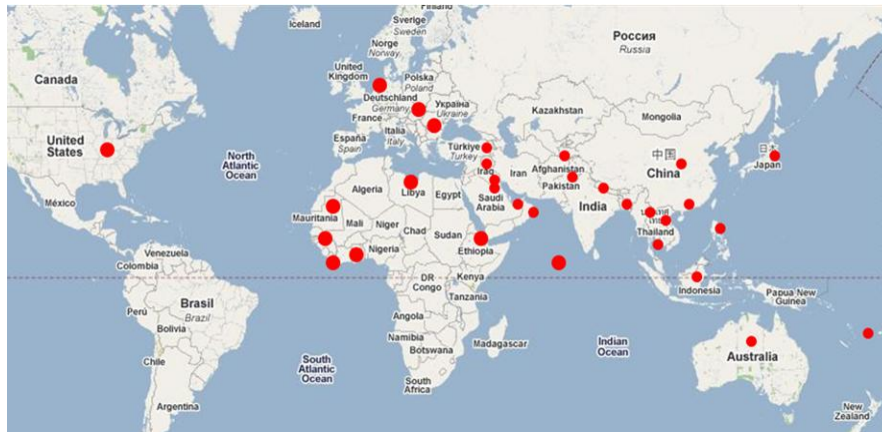 Iceland
Sverige
Sweden
Norge
Norway
Finland
Россия
Russia
Canada
United
Kingdom
Polska
Poland
Deutschland
Germany
Україна
Ukraine
France
Kazakhstan
Mongolia
United
States
North
Atlantic
Ocean
España
Spain
Italia
Italy
Türkiye
Turkey
Iraq
Iran
Afghanistan
Pakistan
中国
China
日本
Japan
México
Algeria
Libya
Egypt
Saudi
Arabia
India
Mauritania
Mali
Niger
Chad
Sudan
Nigeria
Ethiopia
Thailand
Venezuela
Colombia
DR
Congo
Kenya
Tanzania
Indonesia
Papua New
Guinea
Brasil
Brazil
Perú
Bolivia
Angola
Namibia
Botswana
Madagascar
Indian
Ocean
Chile
South
Atlantic
Ocean
South
Africa
Australia
Argentina
New
Zealand